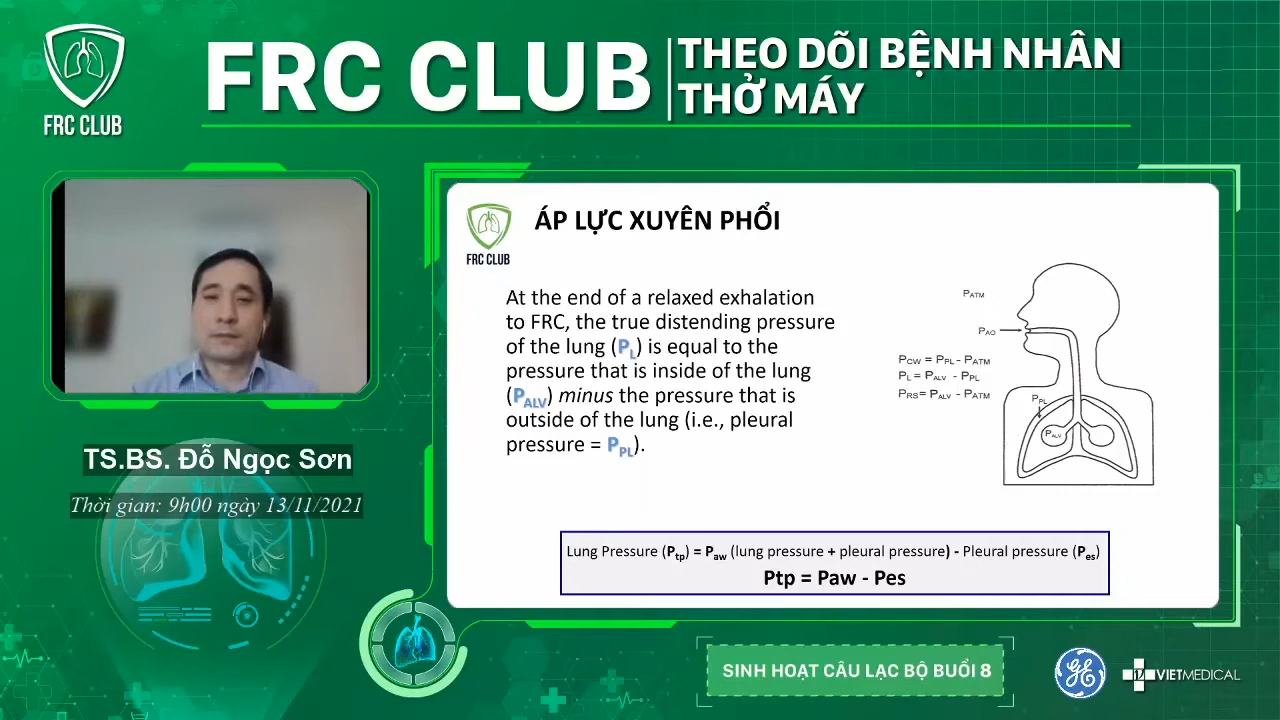 FRC CLUB
FRC CLUB
THEO DÕI BỆNH NHÂN
THỞ MÁY
TS.BS. Đỗ Ngọc Sơn
Thời gian: 9h00 ngày 13/11/2021
FRC CLUB
ÁP LỰC XUYÊN PHỔI
At the end of a relaxed exhalation
to FRC, the true distending pressure
of the lung (PL) is equal to the
pressure that is inside of the lung
(PALV) minus the pressure that is
outside of the lung (i.e., pleural
pressure = PPL).
PATM
PAO
PCW = PPL - PATM
PL = PALV - PPL
PRS= PALV - PATM
PPL
PALV
Lung Pressure (Ptp) = Paw (lung pressure + pleural pressure) - Pleural pressure (Pes)
Ptp = Paw - Pes
SINH HOẠT CÂU LẠC BỘ BUỔI 8
GE
VIETMEDICAL